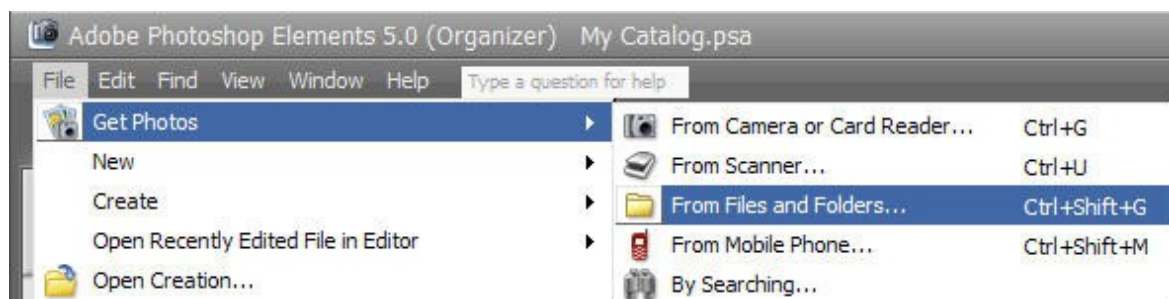 Adobe Photoshop Elements 5.0 (Organizer) My Catalog.psa
File Edit Find View Window Help Type a question for help
Get Photos
New
Create
Open Recently Edited File in Editor
Open Creation...
From Camera or Card Reader... Ctrl+G
From Scanner... Ctrl+U
From Files and Folders... Ctrl+Shift+G
From Mobile Phone... Ctrl+Shift+M
By Searching...